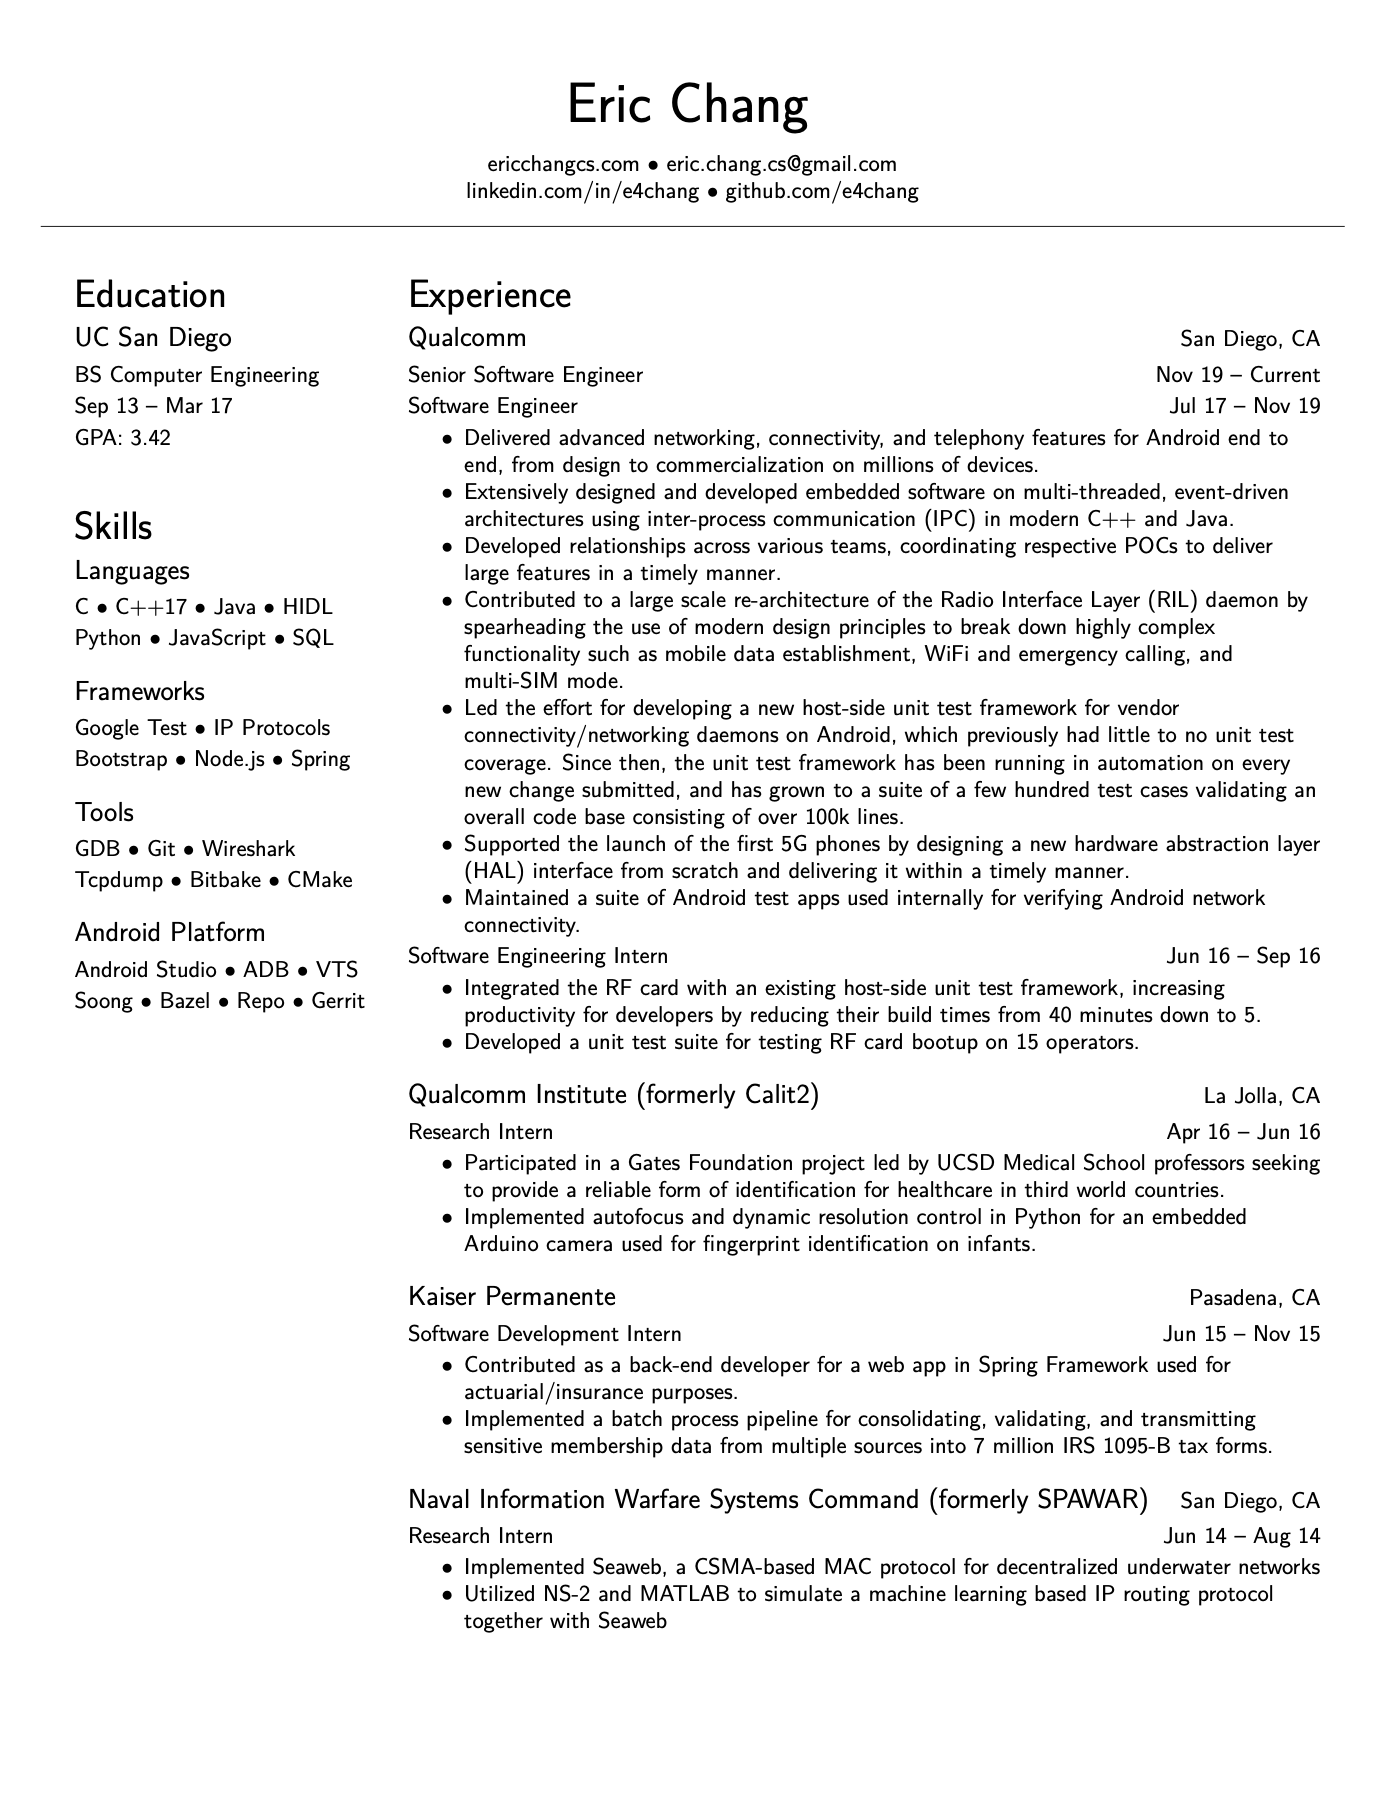 Eric Chang
ericchangcs.com • eric.chang.cs@gmail.com
linkedin.com/in/e4chang • github.com/e4chang
Education
UC San Diego
BS Computer Engineering
Sep 13 – Mar 17
GPA: 3.42
Skills
Languages
C • C++17 • Java • HIDL
Python • JavaScript • SQL
Frameworks
Google Test • IP Protocols
Bootstrap • Node.js • Spring
Tools
GDB • Git • Wireshark
Tcpdump • Bitbake • CMake
Android Platform
Android Studio • ADB • VTS
Soong • Bazel • Repo • Gerrit
Experience
Qualcomm San Diego, CA
Senior Software Engineer Nov 19 – Current
Software Engineer Jul 17 – Nov 19
• Delivered advanced networking, connectivity, and telephony features for Android end to
end, from design to commercialization on millions of devices.
• Extensively designed and developed embedded software on multi-threaded, event-driven
architectures using inter-process communication (IPC) in modern C++ and Java.
• Developed relationships across various teams, coordinating respective POCs to deliver
large features in a timely manner.
• Contributed to a large scale re-architecture of the Radio Interface Layer (RIL) daemon by
spearheading the use of modern design principles to break down highly complex
functionality such as mobile data establishment, WiFi and emergency calling, and
multi-SIM mode.
• Led the effort for developing a new host-side unit test framework for vendor
connectivity/networking daemons on Android, which previously had little to no unit test
coverage. Since then, the unit test framework has been running in automation on every
new change submitted, and has grown to a suite of a few hundred test cases validating an
overall code base consisting of over 100k lines.
• Supported the launch of the first 5G phones by designing a new hardware abstraction layer
(HAL) interface from scratch and delivering it within a timely manner.
• Maintained a suite of Android test apps used internally for verifying Android network
connectivity.
Software Engineering Intern Jun 16 – Sep 16
• Integrated the RF card with an existing host-side unit test framework, increasing
productivity for developers by reducing their build times from 40 minutes down to 5.
• Developed a unit test suite for testing RF card bootup on 15 operators.
Qualcomm Institute (formerly Calit2) La Jolla, CA
Research Intern Apr 16 – Jun 16
• Participated in a Gates Foundation project led by UCSD Medical School professors seeking
to provide a reliable form of identification for healthcare in third world countries.
• Implemented autofocus and dynamic resolution control in Python for an embedded
Arduino camera used for fingerprint identification on infants.
Kaiser Permanente Pasadena, CA
Software Development Intern Jun 15 – Nov 15
• Contributed as a back-end developer for a web app in Spring Framework used for
actuarial/insurance purposes.
• Implemented a batch process pipeline for consolidating, validating, and transmitting
sensitive membership data from multiple sources into 7 million IRS 1095-B tax forms.
Naval Information Warfare Systems Command (formerly SPAWAR) San Diego, CA
Research Intern Jun 14 – Aug 14
• Implemented Seaweb, a CSMA-based MAC protocol for decentralized underwater networks
• Utilized NS-2 and MATLAB to simulate a machine learning based IP routing protocol
together with Seaweb